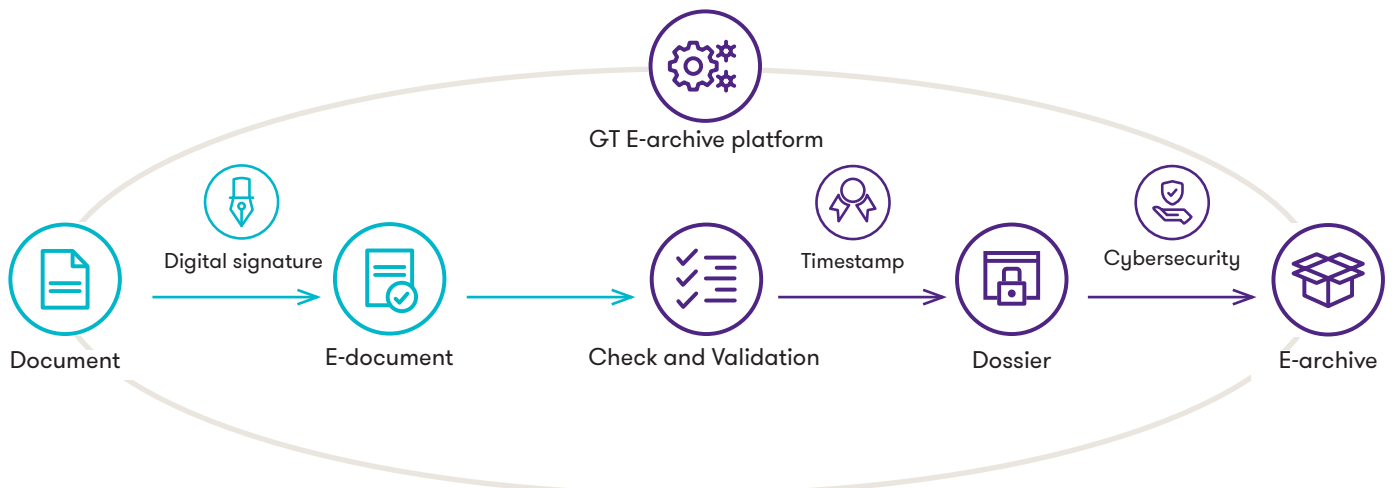 GT E-archive platform
Digital signature
Timestamp
Cybersecurity
Document
E-document
Check and Validation
Dossier
E-archive